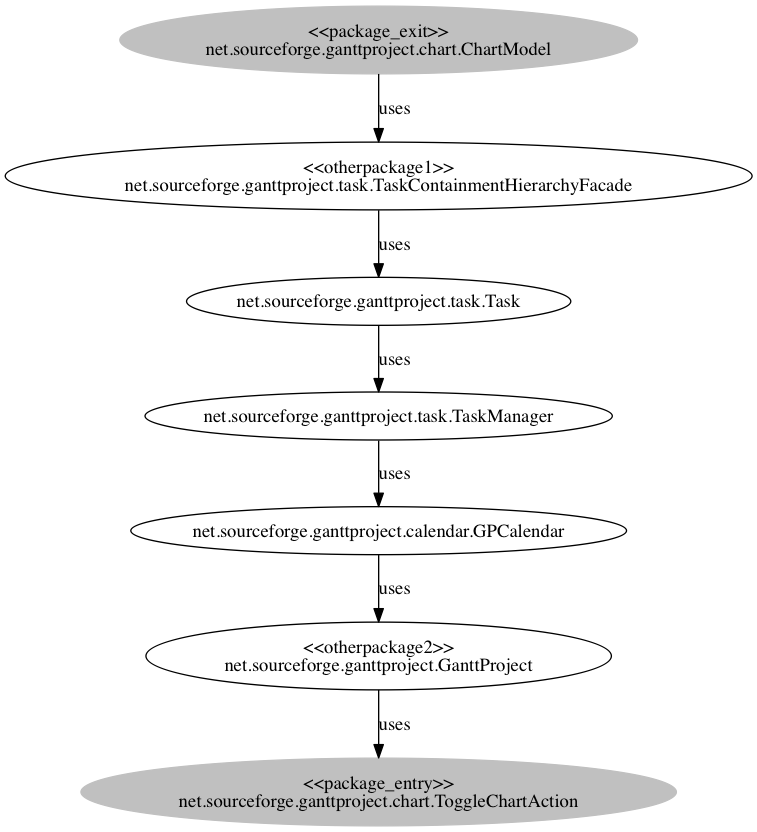 <<package_exit>>
net.sourceforge.ganttproject.chart.ChartModel
uses
<<otherpackage1>>
net.sourceforge.ganttproject.task.TaskContainmentHierarchyFacade
uses
net.sourceforge.ganttproject.task.Task
uses
net.sourceforge.ganttproject.task.TaskManager
uses
net.sourceforge.ganttproject.calendar.GPCalendar
uses
<<otherpackage2>>
net.sourceforge.ganttproject.GanttProject
uses
<<package_entry>>
net.sourceforge.ganttproject.chart.ToggleChartAction